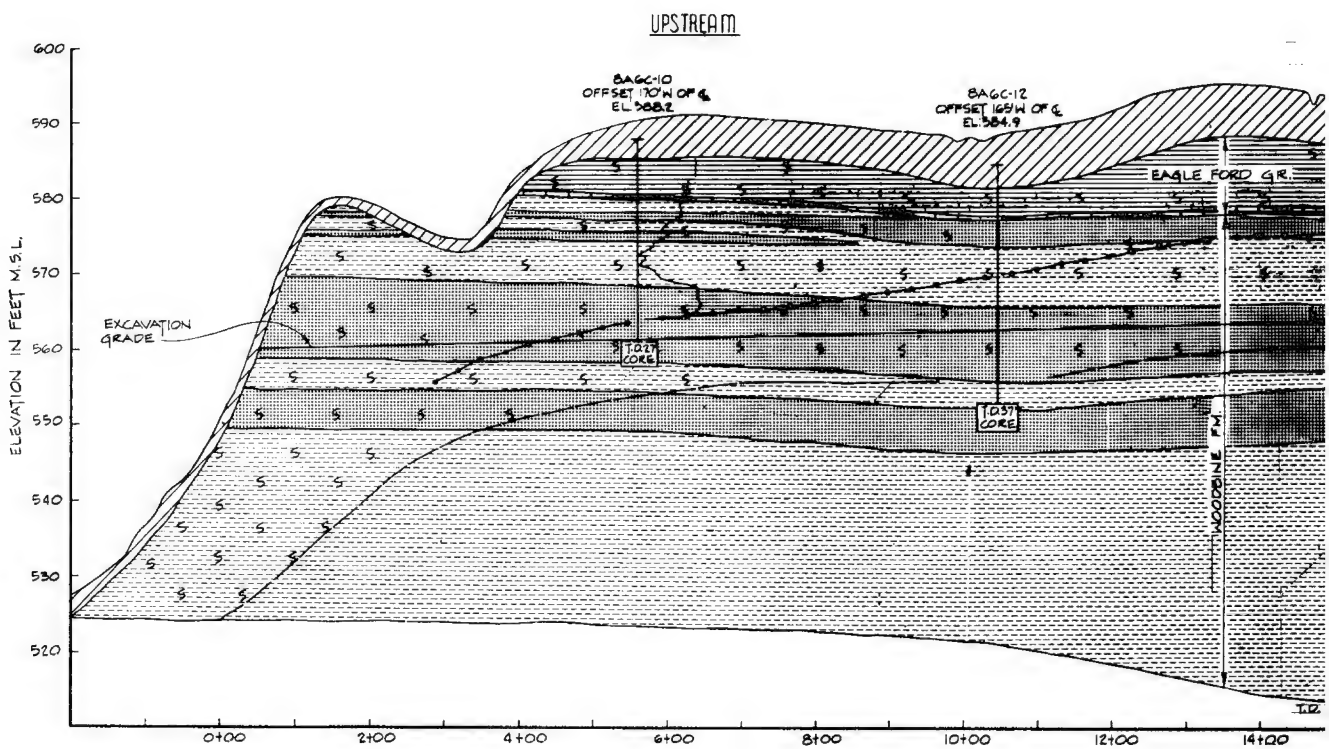 UPSTREAM
600
590
580
570
560
550
540
530
520
ELEVATION IN FEET M.S.L.
8A6C-10
OFFSET 170'W OF ℄
EL. 588.2
8A6C-12
OFFSET 165'W OF ℄
EL. 584.9
EAGLE FORD GR.
EXCAVATION
GRADE
T.D. 27
CORE
T.D. 37
CORE
WOODBINE FM.
T.D.
0+00
2+00
4+00
6+00
8+00
10+00
12+00
14+00